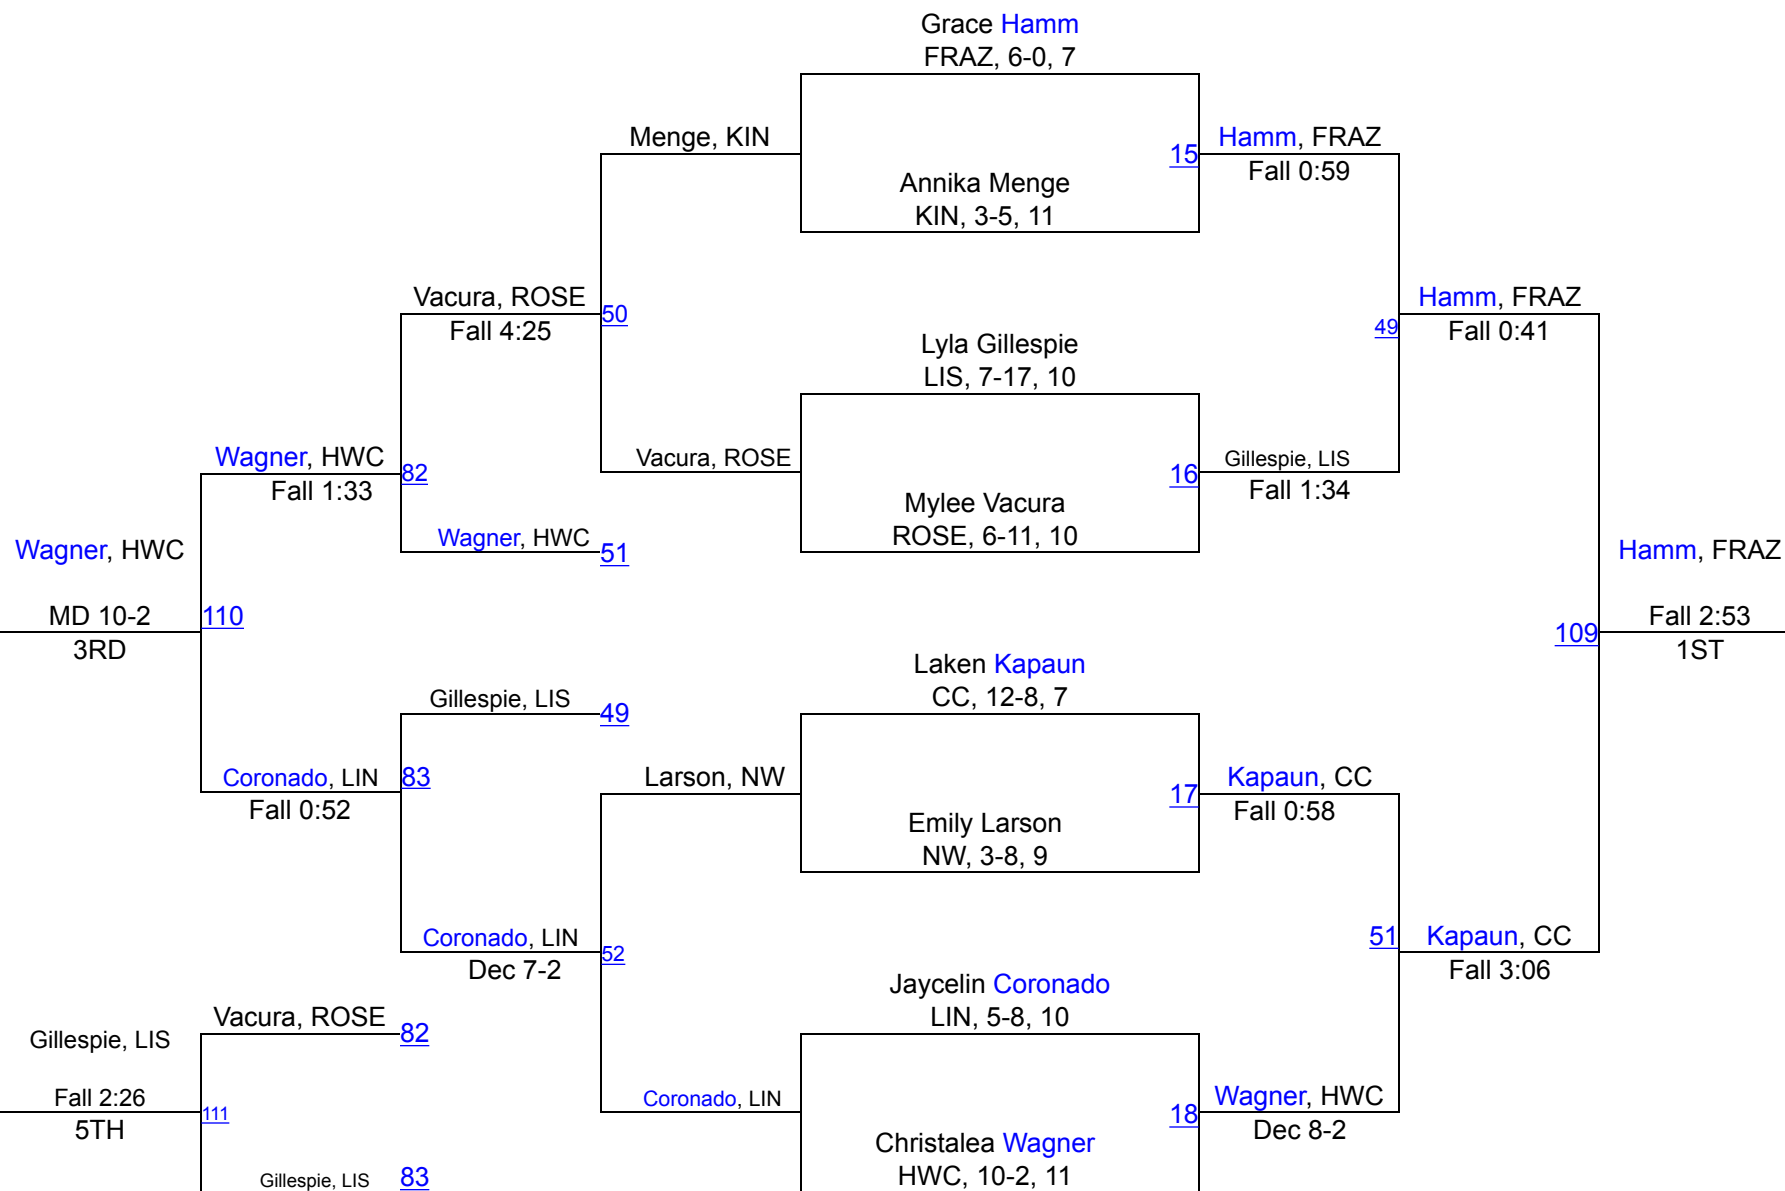 Grace Hamm
FRAZ, 6-0, 7
Menge, KIN
15
Hamm, FRAZ
Fall 0:59
Annika Menge
KIN, 3-5, 11
Vacura, ROSE
Fall 4:25
50
Hamm, FRAZ
Fall 0:41
49
Lyla Gillespie
LIS, 7-17, 10
Wagner, HWC
Fall 1:33
82
Vacura, ROSE
16
Gillespie, LIS
Fall 1:34
Mylee Vacura
ROSE, 6-11, 10
Wagner, HWC
51
Wagner, HWC
MD 10-2
3RD
110
Hamm, FRAZ
Fall 2:53
1ST
109
Laken Kapaun
CC, 12-8, 7
Gillespie, LIS
49
Coronado, LIN
Fall 0:52
83
Larson, NW
17
Kapaun, CC
Fall 0:58
Emily Larson
NW, 3-8, 9
Coronado, LIN
Dec 7-2
52
51
Kapaun, CC
Fall 3:06
Jaycelin Coronado
LIN, 5-8, 10
Vacura, ROSE
82
Gillespie, LIS
Fall 2:26
5TH
111
Coronado, LIN
18
Wagner, HWC
Dec 8-2
Christalea Wagner
HWC, 10-2, 11
Gillespie, LIS
83